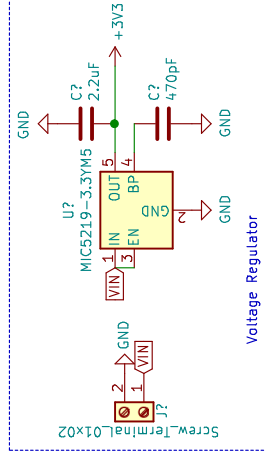 +3V3
C?
2.2uF
C?
470pF
GND
GND
U?
MIC5219-3.3YM5
5
4
OUT
BP
GND
2
IN
EN
1
3
GND
VIN
Voltage Regulator
GND
VIN
2
1
J?
Screw_Terminal_01x02